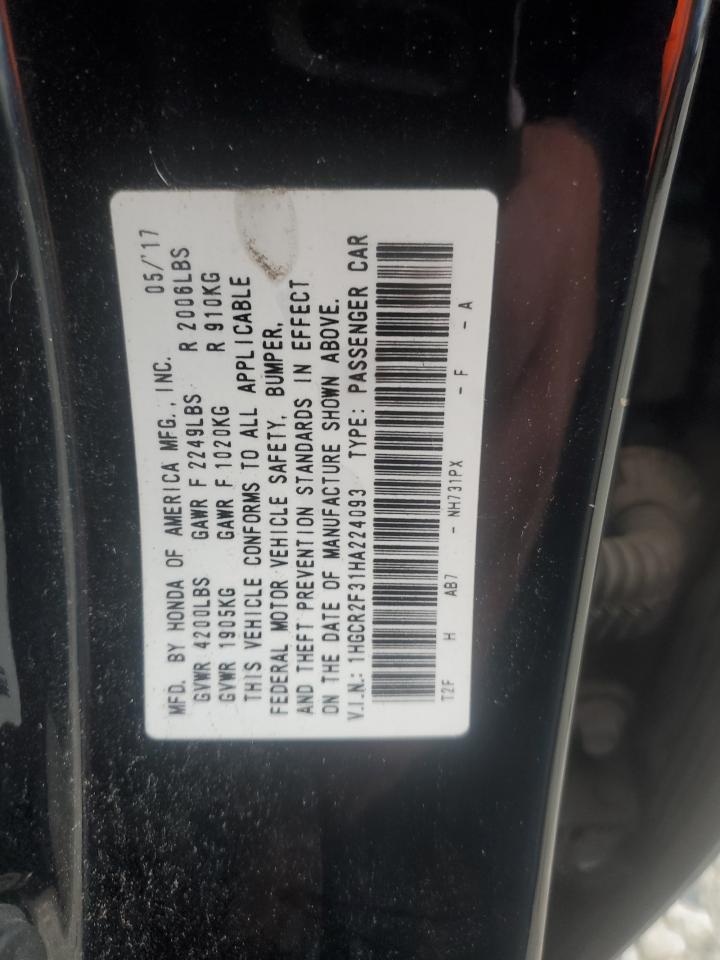 MFD. BY HONDA OF AMERICA MFG., INC. 05/'17
GVWR 4200LBS GAWR F 2249LBS R 2006LBS
GVWR 1905KG GAWR F 1020KG R 910KG
THIS VEHICLE CONFORMS TO ALL APPLICABLE
FEDERAL MOTOR VEHICLE SAFETY, BUMPER,
AND THEFT PREVENTION STANDARDS IN EFFECT
ON THE DATE OF MANUFACTURE SHOWN ABOVE.
V.I.N.: 1HGCR2F31HA224093 TYPE: PASSENGER CAR
T2F H AB7 - NH731PX - F - A